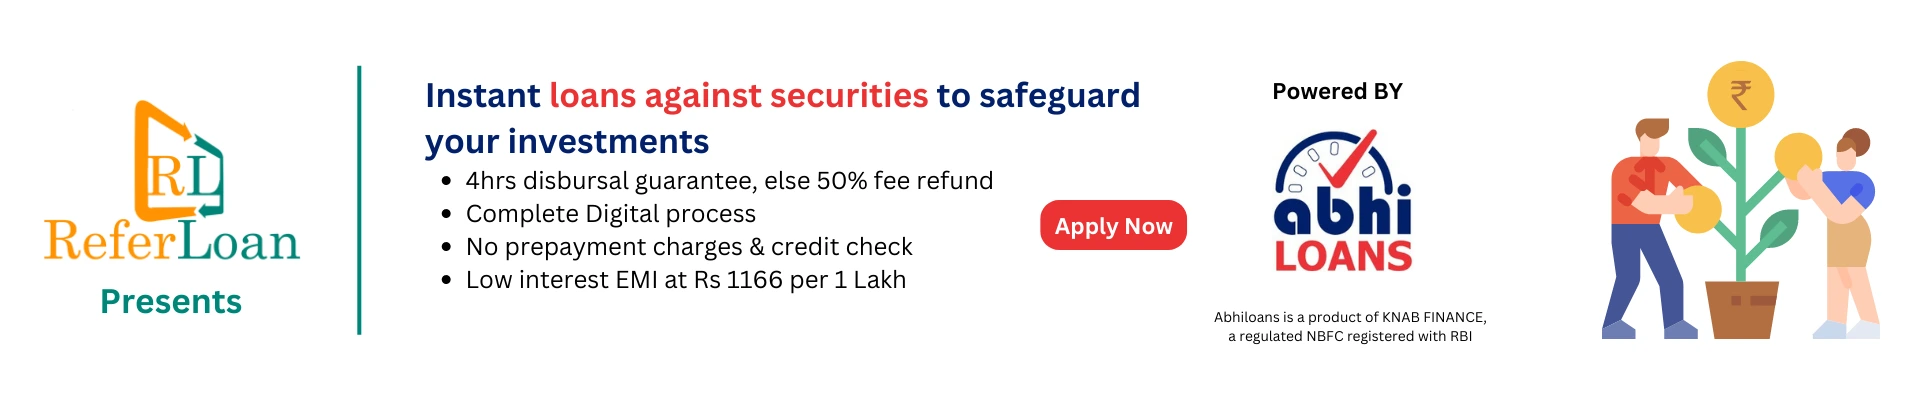 RL
ReferLoan
Presents
Instant loans against securities to safeguard
your investments
• 4hrs disbursal guarantee, else 50% fee refund
• Complete Digital process
• No prepayment charges & credit check
• Low interest EMI at Rs 1166 per 1 Lakh
Apply Now
Powered BY
abhi
LOANS
Abhiloans is a product of KNAB FINANCE,
a regulated NBFC registered with RBI
₹